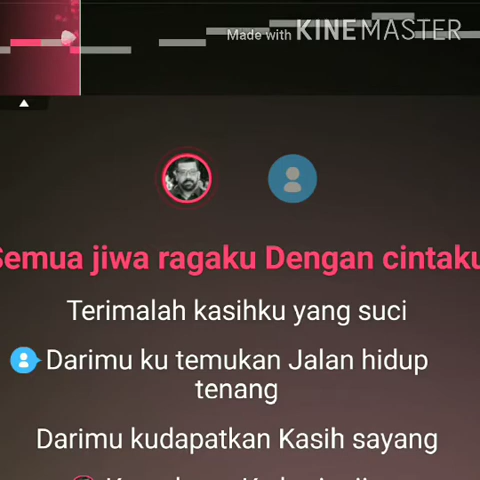 Made with KINEMASTER
Semua jiwa ragaku Dengan cintaku
Terimalah kasihku yang suci
Darimu ku temukan Jalan hidup
tenang
Darimu kudapatkan Kasih sayang